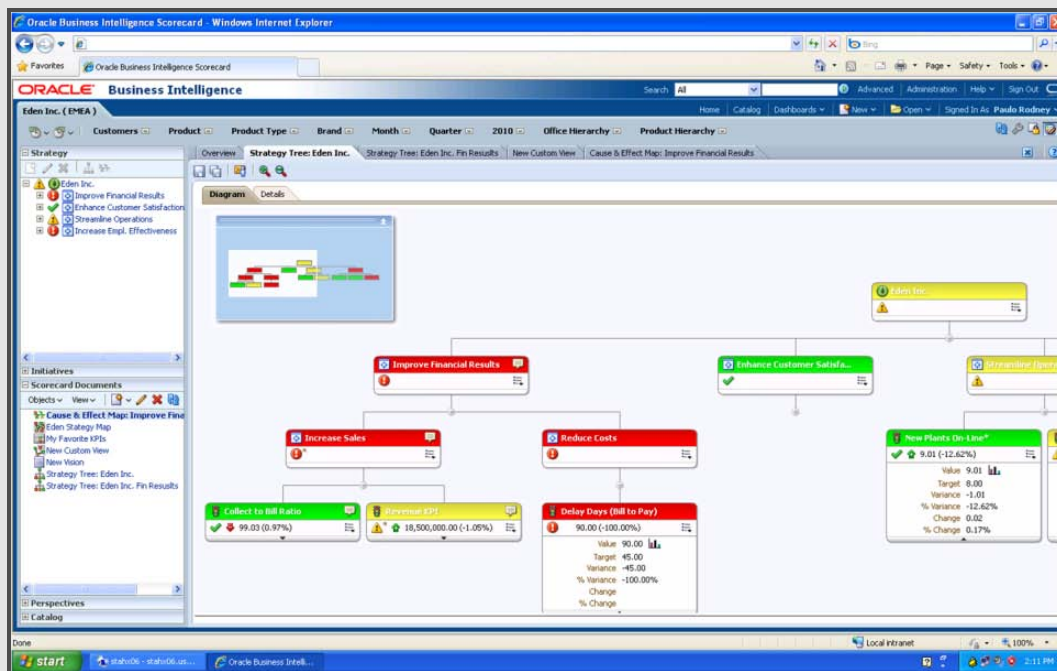 Oracle Business Intelligence Scorecard - Windows Internet Explorer
Bing
Favorites Oracle Business Intelligence Scorecard Page Safety Tools
ORACLE Business Intelligence Search All Advanced Administration Help Sign Out
Eden Inc. ( EMEA ) Home Catalog Dashboards New Open Signed In As Paulo Rodney
Customers Product Product Type Brand Month Quarter 2010 Office Hierarchy Product Hierarchy
Strategy
Overview Strategy Tree: Eden Inc. Strategy Tree: Eden Inc. Fin Resuslts New Custom View Cause & Effect Map: Improve Financial Results
Eden Inc.
Improve Financial Results
Enhance Customer Satisfaction
Streamline Operations
Increase Empl. Effectiveness
Initiatives
Scorecard Documents
Objects View
Cause & Effect Map: Improve Fina
Eden Stategy Map
My Favorite KPIs
New Custom View
New Vision
Strategy Tree: Eden Inc.
Strategy Tree: Eden Inc. Fin Resuslts
Perspectives
Catalog
Diagram Details
Eden Inc.
Improve Financial Results
Enhance Customer Satisfa...
Streamline Opera
Increase Sales
Reduce Costs
New Plants On-Line*
9.01 (-12.62%)
Value 9.01
Target 8.00
Variance -1.01
% Variance -12.62%
Change 0.02
% Change 0.17%
Collect to Bill Ratio
99.03 (0.97%)
Revenue KPI
18,500,000.00 (-1.05%)
Delay Days (Bill to Pay)
90.00 (-100.00%)
Value 90.00
Target 45.00
Variance -45.00
% Variance -100.00%
Change
% Change
Done Local intranet 100%
start stahx06 - stahx06.us... Oracle Business Intelli... 2:11 PM